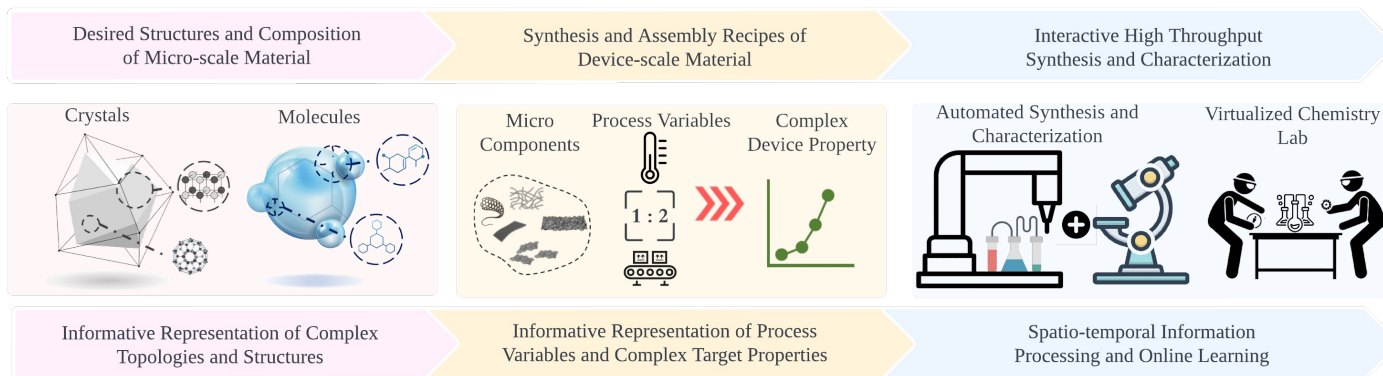 Desired Structures and Composition
of Micro-scale Material
Synthesis and Assembly Recipes of
Device-scale Material
Interactive High Throughput
Synthesis and Characterization
Crystals
Molecules
Micro
Components
Process Variables
1 : 2
Complex
Device Property
Automated Synthesis and
Characterization
Virtualized Chemistry
Lab
Informative Representation of Complex
Topologies and Structures
Informative Representation of Process
Variables and Complex Target Properties
Spatio-temporal Information
Processing and Online Learning